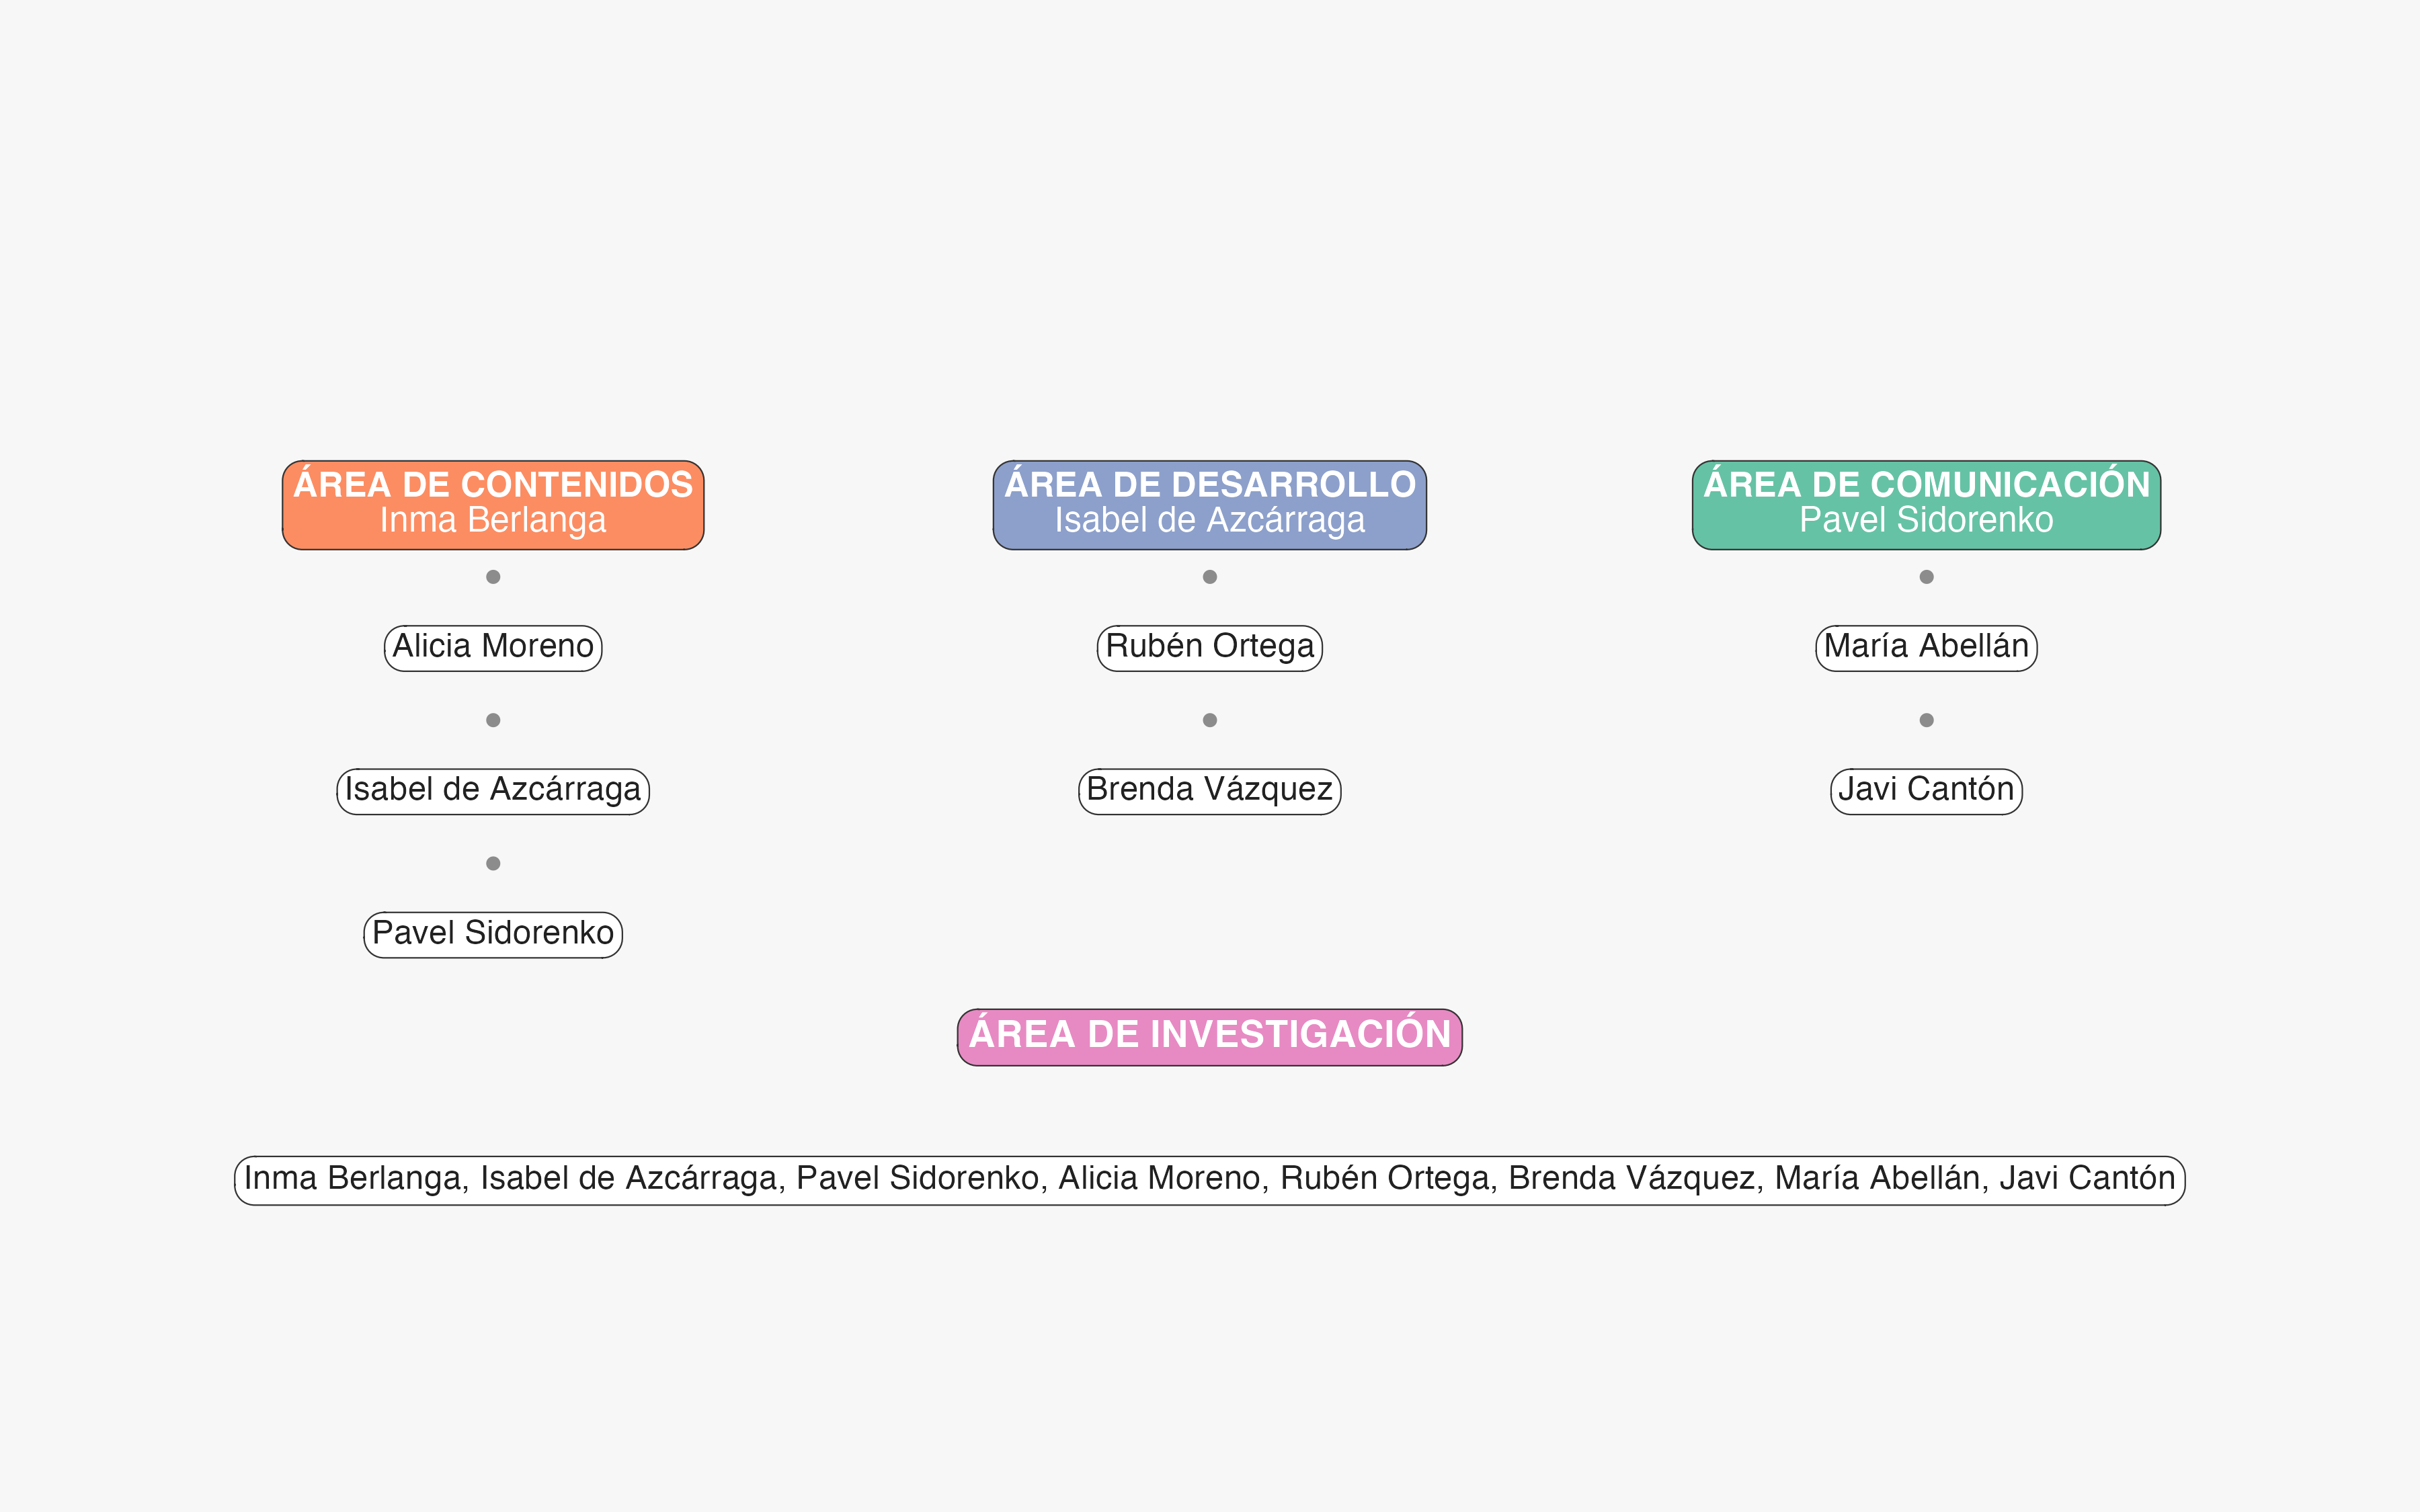 ÁREA DE CONTENIDOS
Inma Berlanga
Alicia Moreno
Isabel de Azcárraga
Pavel Sidorenko
ÁREA DE DESARROLLO
Isabel de Azcárraga
Rubén Ortega
Brenda Vázquez
ÁREA DE COMUNICACIÓN
Pavel Sidorenko
María Abellán
Javi Cantón
ÁREA DE INVESTIGACIÓN
Inma Berlanga, Isabel de Azcárraga, Pavel Sidorenko, Alicia Moreno, Rubén Ortega, Brenda Vázquez, María Abellán, Javi Cantón